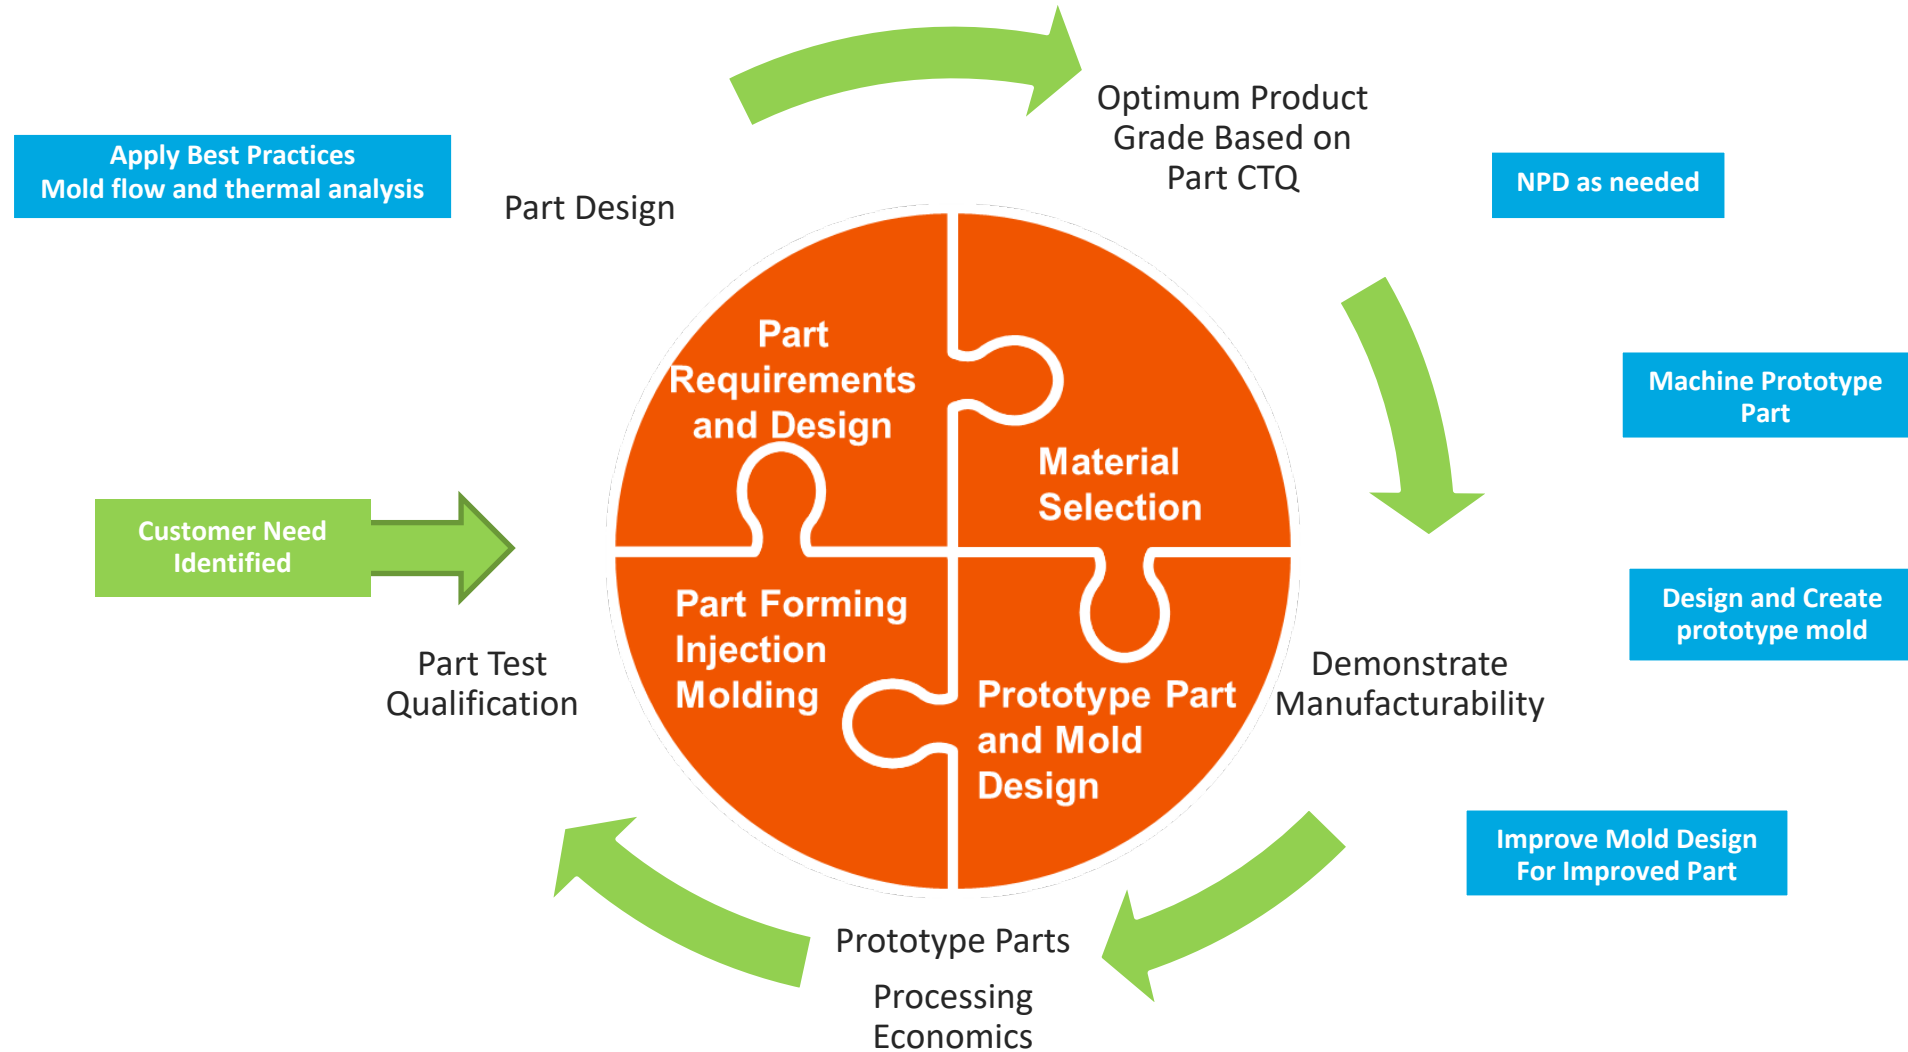 Optimum Product
Grade Based on
Part CTQ
Apply Best Practices
Mold flow and thermal analysis
Part Design
NPD as needed
Part
Requirements
and Design
Material
Selection
Machine Prototype
Part
Customer Need
Identified
Part Forming
Injection
Molding
Prototype Part
and Mold
Design
Design and Create
prototype mold
Part Test
Qualification
Demonstrate
Manufacturability
Improve Mold Design
For Improved Part
Prototype Parts
Processing
Economics